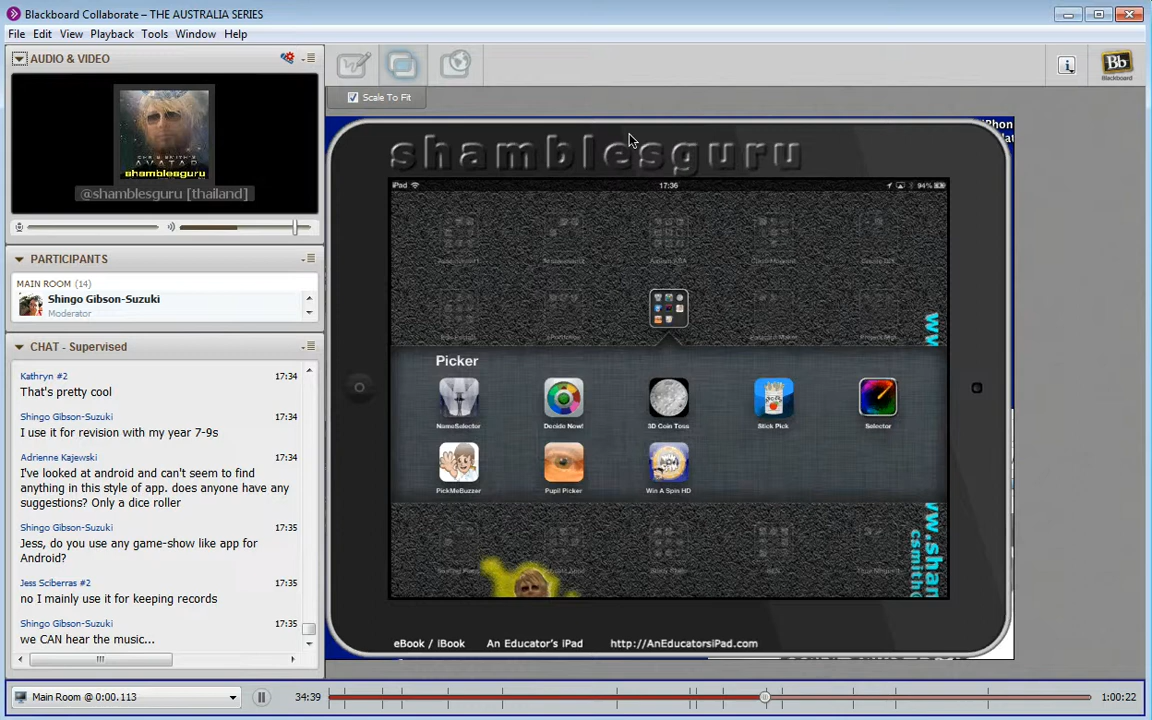 Blackboard Collaborate – THE AUSTRALIA SERIES
File Edit View Playback Tools Window Help
AUDIO & VIDEO
CHRIS SMITH'S
AVATAR
shamblesguru
@shamblesguru [thailand]
PARTICIPANTS
MAIN ROOM (14)
Shingo Gibson-Suzuki
Moderator
CHAT - Supervised
Kathryn #2 17:34
That's pretty cool
Shingo Gibson-Suzuki 17:34
I use it for revision with my year 7-9s
Adrienne Kajewski 17:34
I've looked at android and can't seem to find
anything in this style of app. does anyone have any
suggestions? Only a dice roller
Shingo Gibson-Suzuki 17:35
Jess, do you use any game-show like app for
Android?
Jess Sciberras #2 17:35
no I mainly use it for keeping records
Shingo Gibson-Suzuki 17:35
we CAN hear the music...
Main Room @ 0:00.113
34:39
1:00:22
Scale To Fit
Bb
Blackboard
shamblesguru
iPad 17:36 94%
Picker
NameSelector Decide Now! 3D Coin Toss Stick Pick Selector
PickMeBuzzer Pupil Picker Win A Spin HD
eBook / iBook An Educator's iPad http://AnEducatorsiPad.com